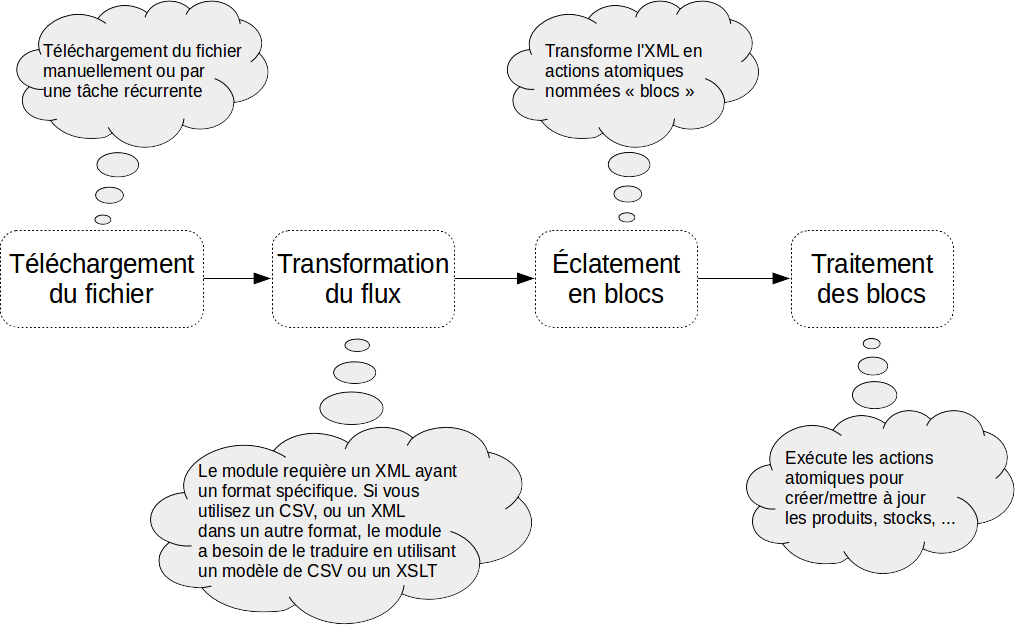 Téléchargement du fichier
manuellement ou par
une tâche récurrente
Transforme l'XML en
actions atomiques
nommées « blocs »
Téléchargement
du fichier
Transformation
du flux
Éclatement
en blocs
Traitement
des blocs
Le module requière un XML ayant
un format spécifique. Si vous
utilisez un CSV, ou un XML
dans un autre format, le module
a besoin de le traduire en utilisant
un modèle de CSV ou un XSLT
Exécute les actions
atomiques pour
créer/mettre à jour
les produits, stocks, ...